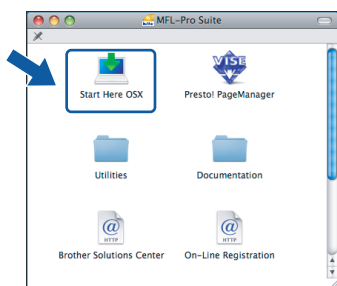 MFL-Pro Suite
VISE
Start Here OSX
Presto! PageManager
Utilities
Documentation
@
HTTP
@
HTTP
Brother Solutions Center
On-Line Registration